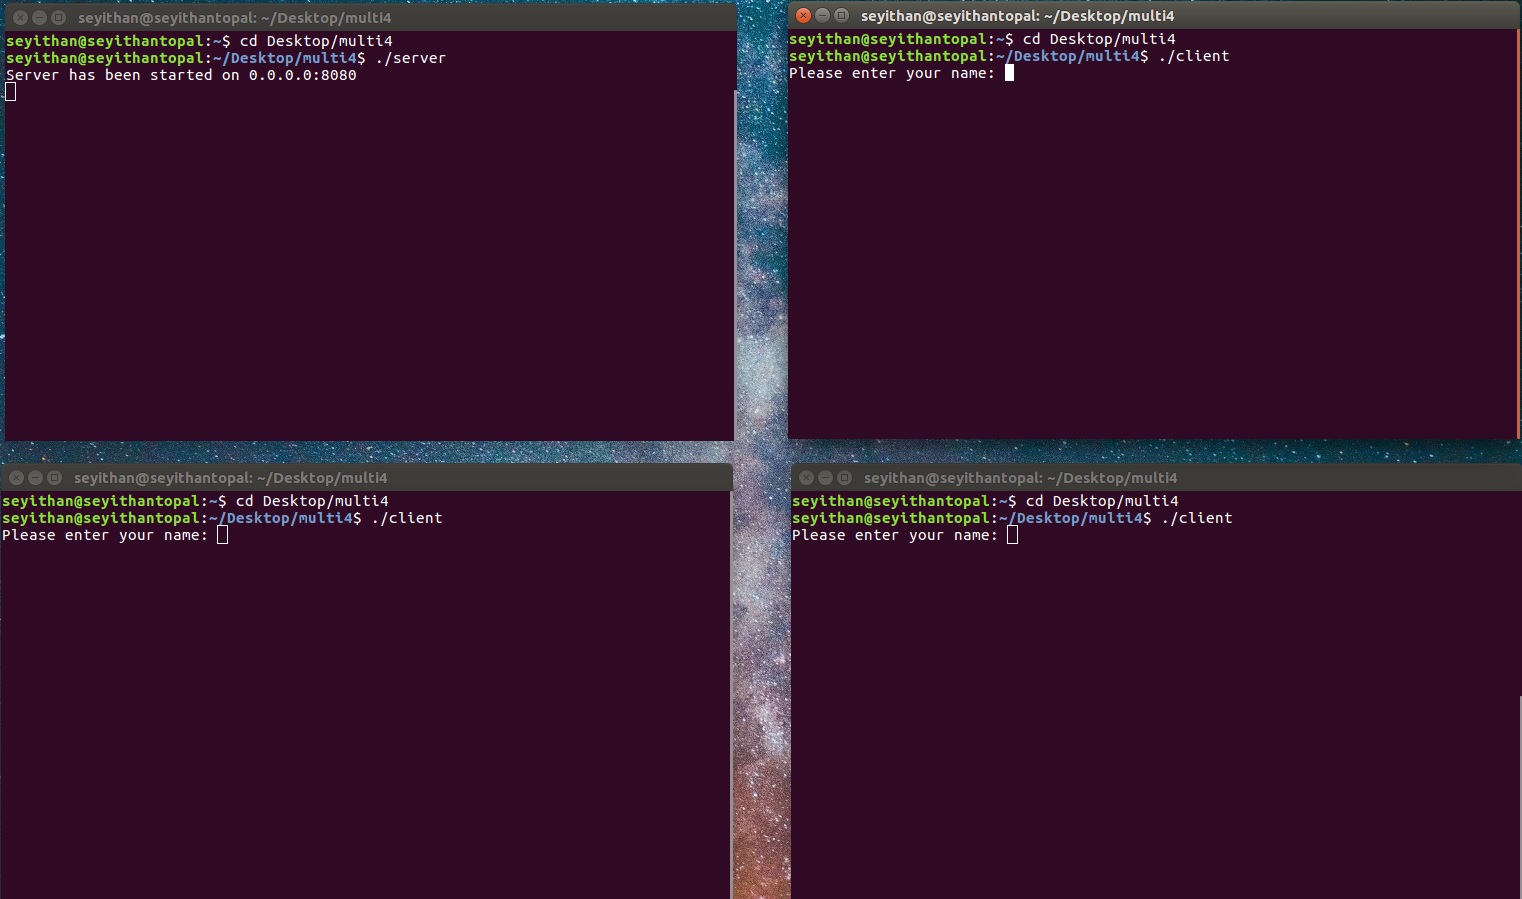 seyithan@seyithantopal: ~/Desktop/multi4
seyithan@seyithantopal:~$ cd Desktop/multi4
seyithan@seyithantopal:~/Desktop/multi4$ ./server
Server has been started on 0.0.0.0:8080
seyithan@seyithantopal: ~/Desktop/multi4
seyithan@seyithantopal:~$ cd Desktop/multi4
seyithan@seyithantopal:~/Desktop/multi4$ ./client
Please enter your name:
seyithan@seyithantopal: ~/Desktop/multi4
seyithan@seyithantopal:~$ cd Desktop/multi4
seyithan@seyithantopal:~/Desktop/multi4$ ./client
Please enter your name:
seyithan@seyithantopal: ~/Desktop/multi4
seyithan@seyithantopal:~$ cd Desktop/multi4
seyithan@seyithantopal:~/Desktop/multi4$ ./client
Please enter your name: